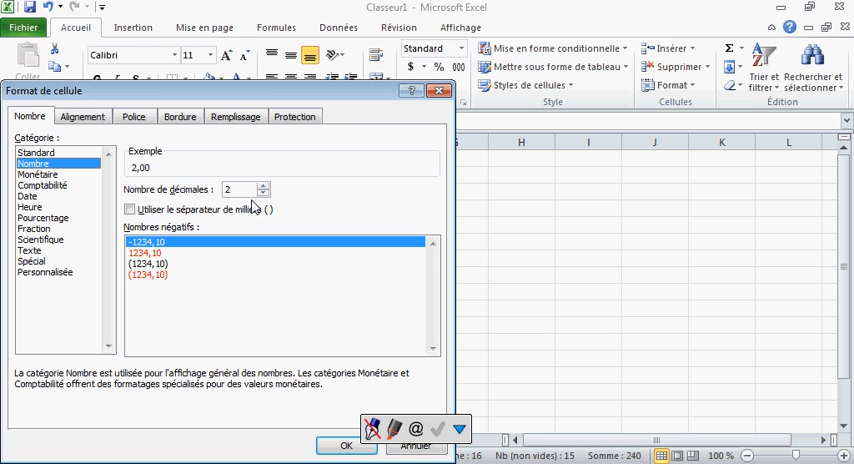 Classeur1 - Microsoft Excel
Fichier Accueil Insertion Mise en page Formules Données Révision Affichage
Coller
Calibri 11
Standard
$ % 000
Mise en forme conditionnelle
Mettre sous forme de tableau
Styles de cellules
Style
Insérer
Supprimer
Format
Cellules
Σ
Trier et filtrer
Rechercher et sélectionner
Édition
Format de cellule
Nombre Alignement Police Bordure Remplissage Protection
Catégorie :
Standard
Nombre
Monétaire
Comptabilité
Date
Heure
Pourcentage
Fraction
Scientifique
Texte
Spécial
Personnalisée
Exemple
2,00
Nombre de décimales : 2
Utiliser le séparateur de milliers ( )
Nombres négatifs :
-1234,10
1234,10
(1234,10)
(1234,10)
La catégorie Nombre est utilisée pour l'affichage général des nombres. Les catégories Monétaire et
Comptabilité offrent des formatages spécialisés pour des valeurs monétaires.
OK Annuler
H I J K L
: 16 Nb (non vides) : 15 Somme : 240 100 %